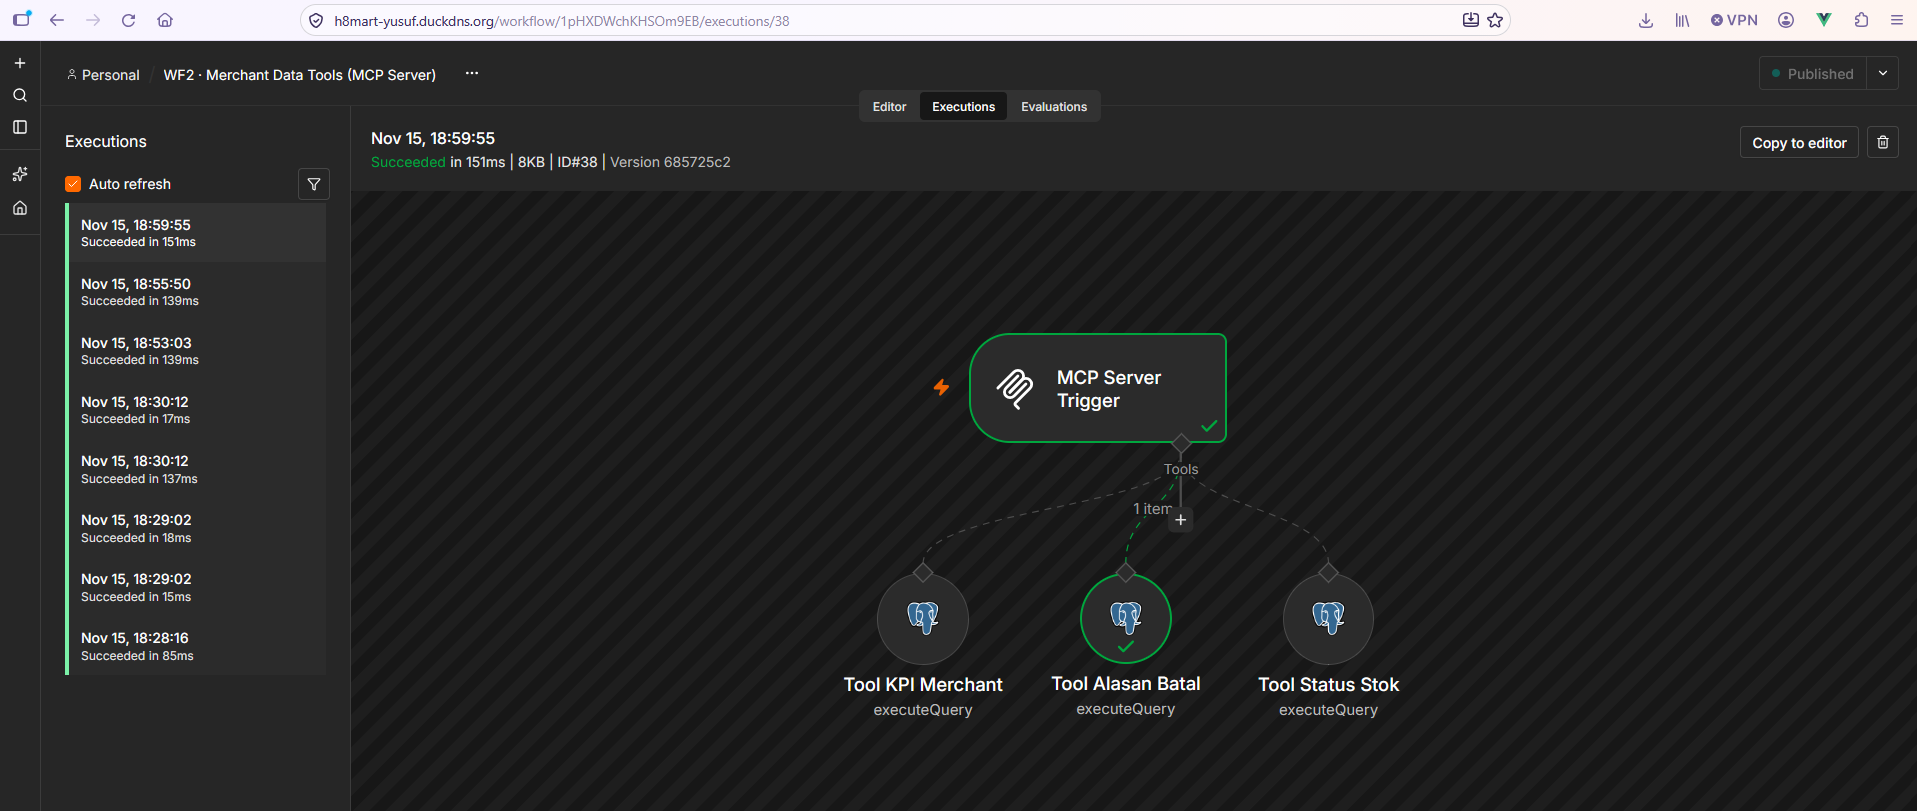 h8mart-yusuf.duckdns.org/workflow/1pHXDWchKHSOm9EB/executions/38
VPN
Personal / WF2 · Merchant Data Tools (MCP Server) ...
Published
Editor Executions Evaluations
Executions
Auto refresh
Nov 15, 18:59:55
Succeeded in 151ms
Nov 15, 18:55:50
Succeeded in 139ms
Nov 15, 18:53:03
Succeeded in 139ms
Nov 15, 18:30:12
Succeeded in 17ms
Nov 15, 18:30:12
Succeeded in 137ms
Nov 15, 18:29:02
Succeeded in 18ms
Nov 15, 18:29:02
Succeeded in 15ms
Nov 15, 18:28:16
Succeeded in 85ms
Nov 15, 18:59:55
Succeeded in 151ms | 8KB | ID#38 | Version 685725c2
Copy to editor
MCP Server
Trigger
Tools
1 item
Tool KPI Merchant
executeQuery
Tool Alasan Batal
executeQuery
Tool Status Stok
executeQuery